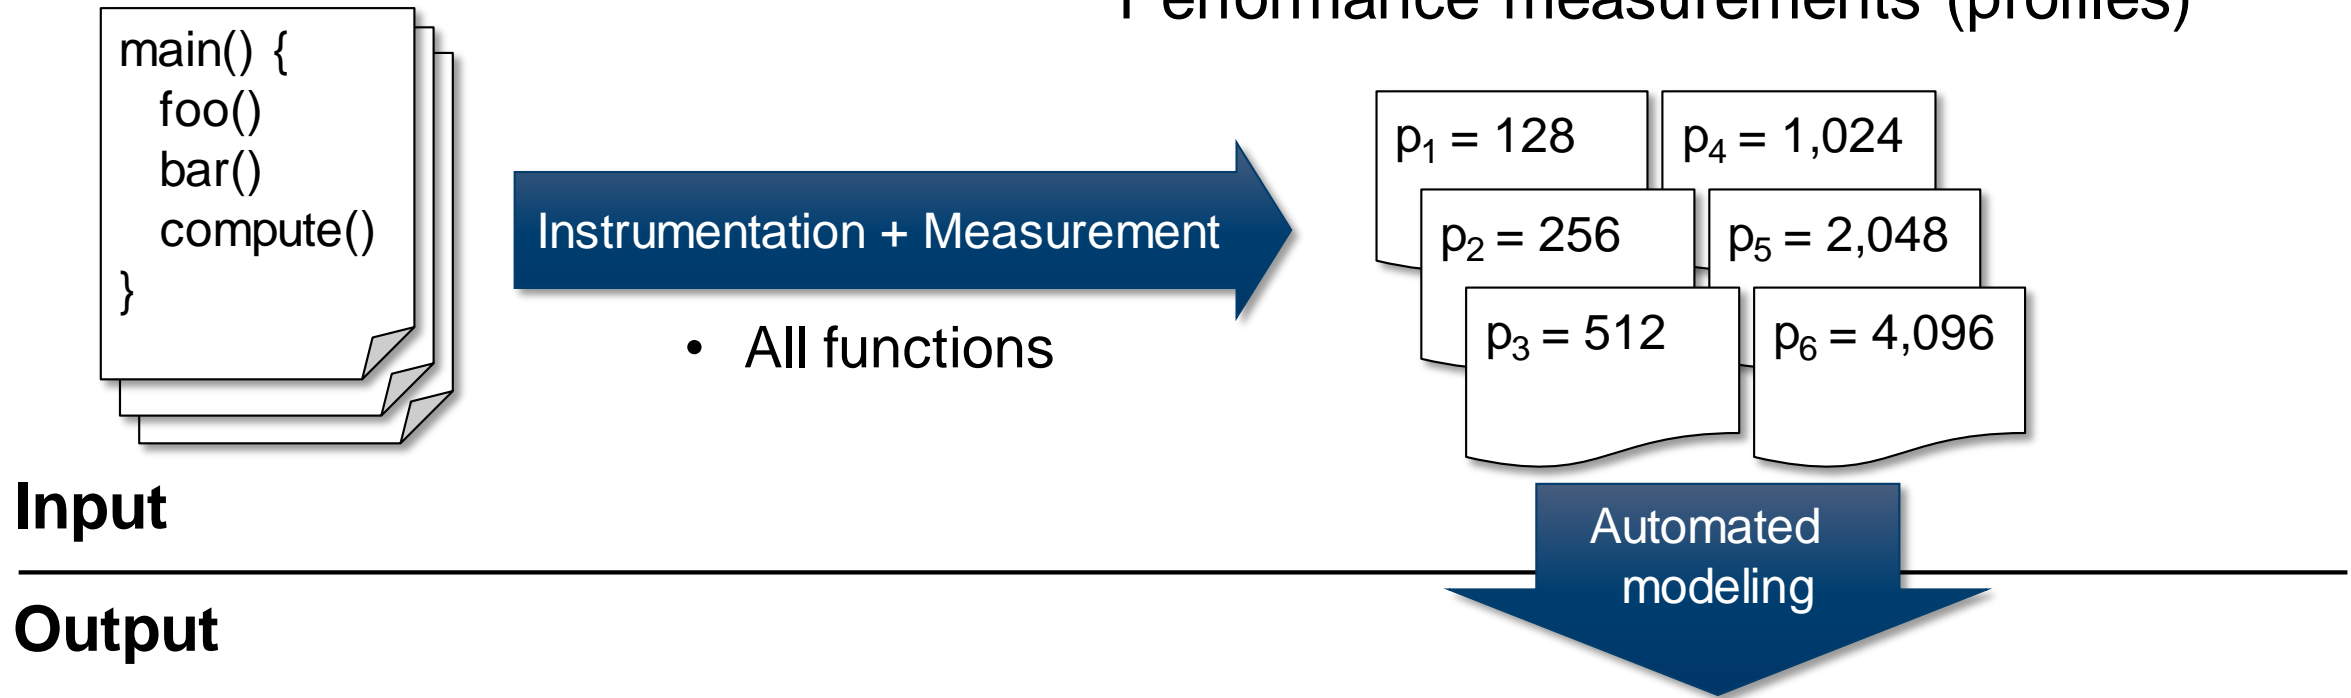 Performance measurements (profiles)
main() {
foo()
bar()
compute()
}
Instrumentation + Measurement
• All functions
p₁ = 128
p₄ = 1,024
p₂ = 256
p₅ = 2,048
p₃ = 512
p₆ = 4,096
Input
Automated
modeling
Output